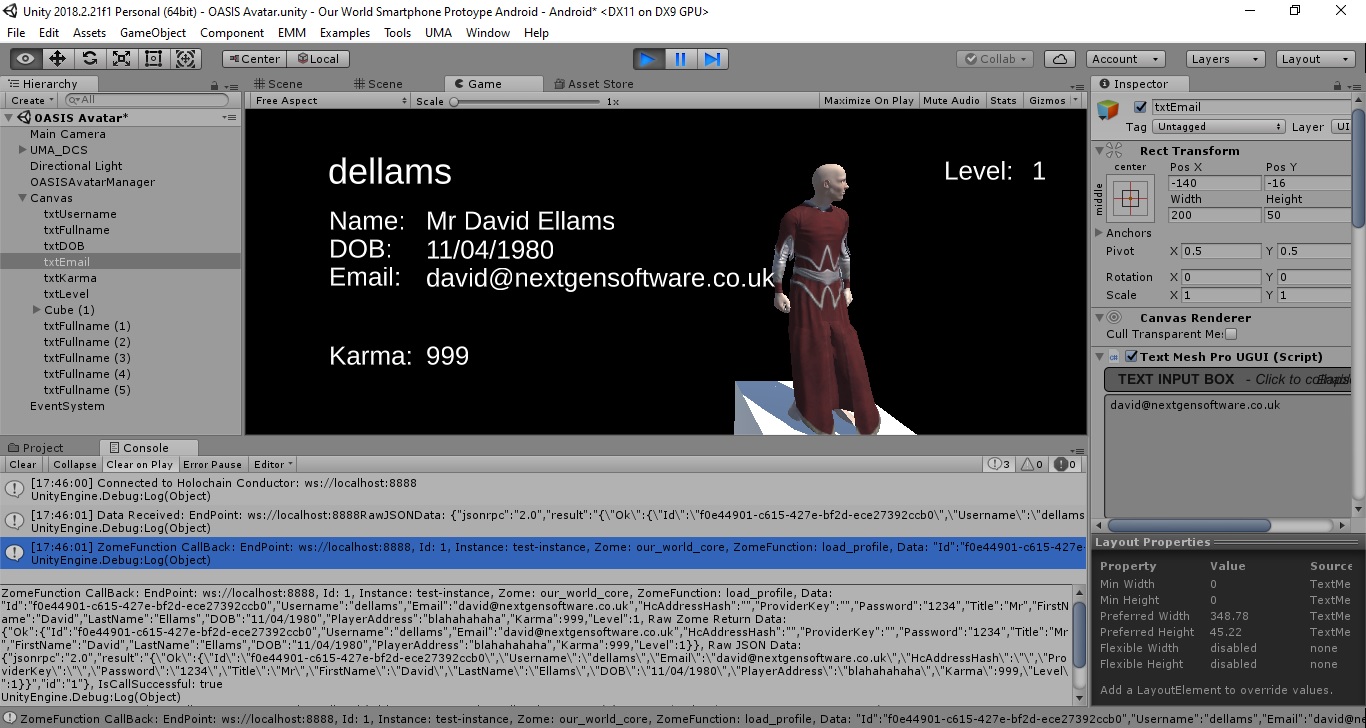 Unity 2018.2.21f1 Personal (64bit) - OASIS Avatar.unity - Our World Smartphone Protoype Android - Android* <DX11 on DX9 GPU>
File Edit Assets GameObject Component EMM Examples Tools UMA Window Help
Center Local Collab Account Layers Layout
Hierarchy
Create All
OASIS Avatar*
Main Camera
UMA_DCS
Directional Light
OASISAvatarManager
Canvas
txtUsername
txtFullname
txtDOB
txtEmail
txtKarma
txtLevel
Cube (1)
txtFullname (1)
txtFullname (2)
txtFullname (3)
txtFullname (4)
txtFullname (5)
EventSystem
Scene Scene Game Asset Store
Free Aspect Scale 1x Maximize On Play Mute Audio Stats Gizmos
dellams
Level: 1
Name: Mr David Ellams
DOB: 11/04/1980
Email: david@nextgensoftware.co.uk
Karma: 999
Inspector
txtEmail
Tag Untagged Layer UI
Rect Transform
center Pos X Pos Y
middle -140 -16
Width Height
200 50
Anchors
Pivot X 0.5 Y 0.5
Rotation X 0 Y 0
Scale X 1 Y 1
Canvas Renderer
Cull Transparent Me
Text Mesh Pro UGUI (Script)
TEXT INPUT BOX - Click to
david@nextgensoftware.co.uk
Layout Properties
Property Value Source
Min Width 0 TextMe
Min Height 0 TextMe
Preferred Width 348.78 TextMe
Preferred Height 45.22 TextMe
Flexible Width disabled none
Flexible Height disabled none
Add a LayoutElement to override values.
Project Console
Clear Collapse Clear on Play Error Pause Editor 3 0 0
[17:46:00] Connected to Holochain Conductor: ws://localhost:8888
UnityEngine.Debug:Log(Object)
[17:46:01] Data Received: EndPoint: ws://localhost:8888RawJSONData: {"jsonrpc":"2.0","result":"{\"Ok\":{\"Id\":\"f0e44901-c615-427e-bf2d-ece27392ccb0\",\"Username\":\"dellams
UnityEngine.Debug:Log(Object)
[17:46:01] ZomeFunction CallBack: EndPoint: ws://localhost:8888, Id: 1, Instance: test-instance, Zome: our_world_core, ZomeFunction: load_profile, Data: "Id":"f0e44901-c615-427e-
UnityEngine.Debug:Log(Object)
ZomeFunction CallBack: EndPoint: ws://localhost:8888, Id: 1, Instance: test-instance, Zome: our_world_core, ZomeFunction: load_profile, Data:
"Id":"f0e44901-c615-427e-bf2d-ece27392ccb0","Username":"dellams","Email":"david@nextgensoftware.co.uk","HcAddressHash":"","ProviderKey":"","Password":"1234","Title":"Mr","FirstN
ame":"David","LastName":"Ellams","DOB":"11/04/1980","PlayerAddress":"blahahahaha","Karma":999,"Level":1, Raw Zome Return Data:
{"Ok":{"Id":"f0e44901-c615-427e-bf2d-ece27392ccb0","Username":"dellams","Email":"david@nextgensoftware.co.uk","HcAddressHash":"","ProviderKey":"","Password":"1234","Title":"Mr
","FirstName":"David","LastName":"Ellams","DOB":"11/04/1980","PlayerAddress":"blahahahaha","Karma":999,"Level":1}}, Raw JSON Data:
{"jsonrpc":"2.0","result":"{\"Ok\":{\"Id\":\"f0e44901-c615-427e-bf2d-ece27392ccb0\",\"Username\":\"dellams\",\"Email\":\"david@nextgensoftware.co.uk\",\"HcAddressHash\":\"\",\"Pro
viderKey\":\"\",\"Password\":\"1234\",\"Title\":\"Mr\",\"FirstName\":\"David\",\"LastName\":\"Ellams\",\"DOB\":\"11/04/1980\",\"PlayerAddress\":\"blahahahaha\",\"Karma\":999,\"Level\
":1}}","id":"1"}, IsCallSuccessful: true
UnityEngine.Debug:Log(Object)
ZomeFunction CallBack: EndPoint: ws://localhost:8888, Id: 1, Instance: test-instance, Zome: our_world_core, ZomeFunction: load_profile, Data: "Id":"f0e44901-c615-427e-bf2d-ece27392ccb0","Username":"dellams","Email":"david@ne